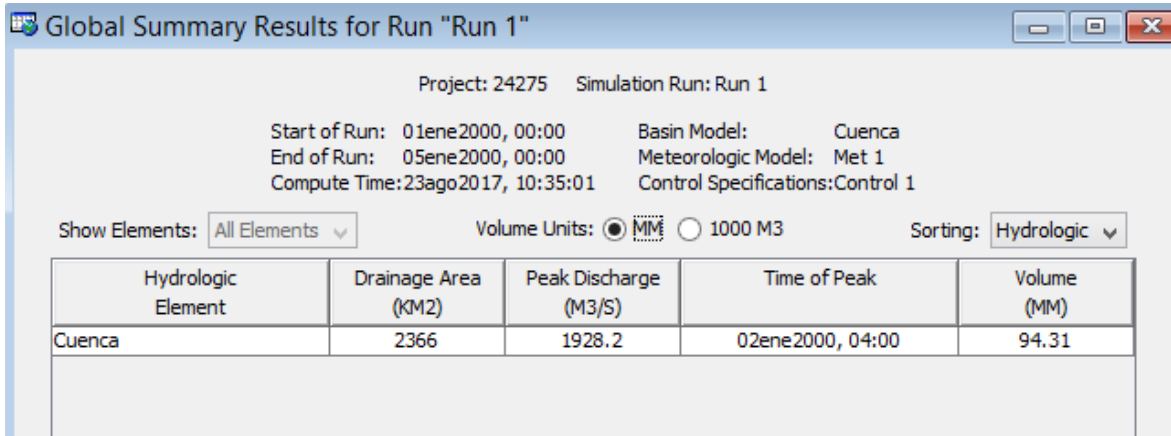 Global Summary Results for Run "Run 1"
Project: 24275 Simulation Run: Run 1
Start of Run: 01ene2000, 00:00 Basin Model: Cuenca
End of Run: 05ene2000, 00:00 Meteorologic Model: Met 1
Compute Time:23ago2017, 10:35:01 Control Specifications:Control 1
Show Elements: All Elements Volume Units: MM 1000 M3 Sorting: Hydrologic
Hydrologic Drainage Area Peak Discharge Time of Peak Volume
Element (KM2) (M3/S) (MM)
Cuenca 2366 1928.2 02ene2000, 04:00 94.31